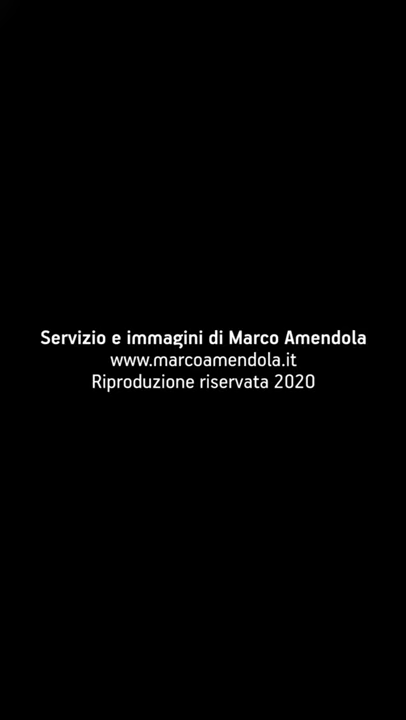 Servizio e immagini di Marco Amendola
www.marcoamendola.it
Riproduzione riservata 2020